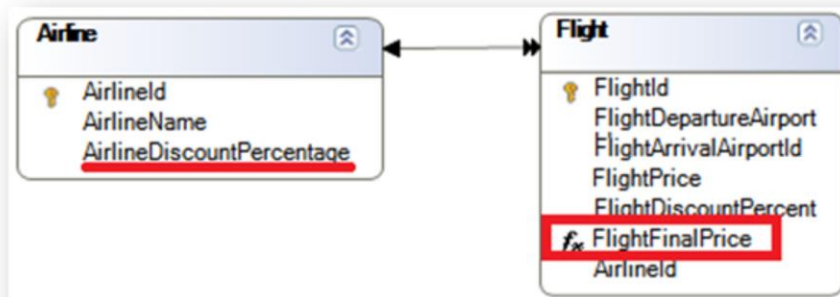 Airline
AirlineId
AirlineName
AirlineDiscountPercentage
Flight
FlightId
FlightDepartureAirport
FlightArrivalAirportId
FlightPrice
FlightDiscountPercent
fx FlightFinalPrice
AirlineId